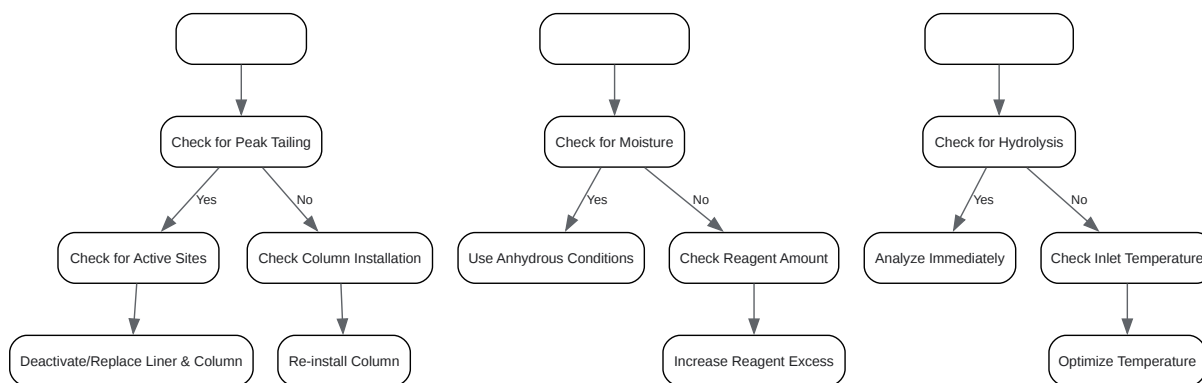 Check for Peak Tailing
Check for Moisture
Check for Hydrolysis
Yes
No
Yes
No
Yes
No
Check for Active Sites
Check Column Installation
Use Anhydrous Conditions
Check Reagent Amount
Analyze Immediately
Check Inlet Temperature
Deactivate/Replace Liner & Column
Re-install Column
Increase Reagent Excess
Optimize Temperature